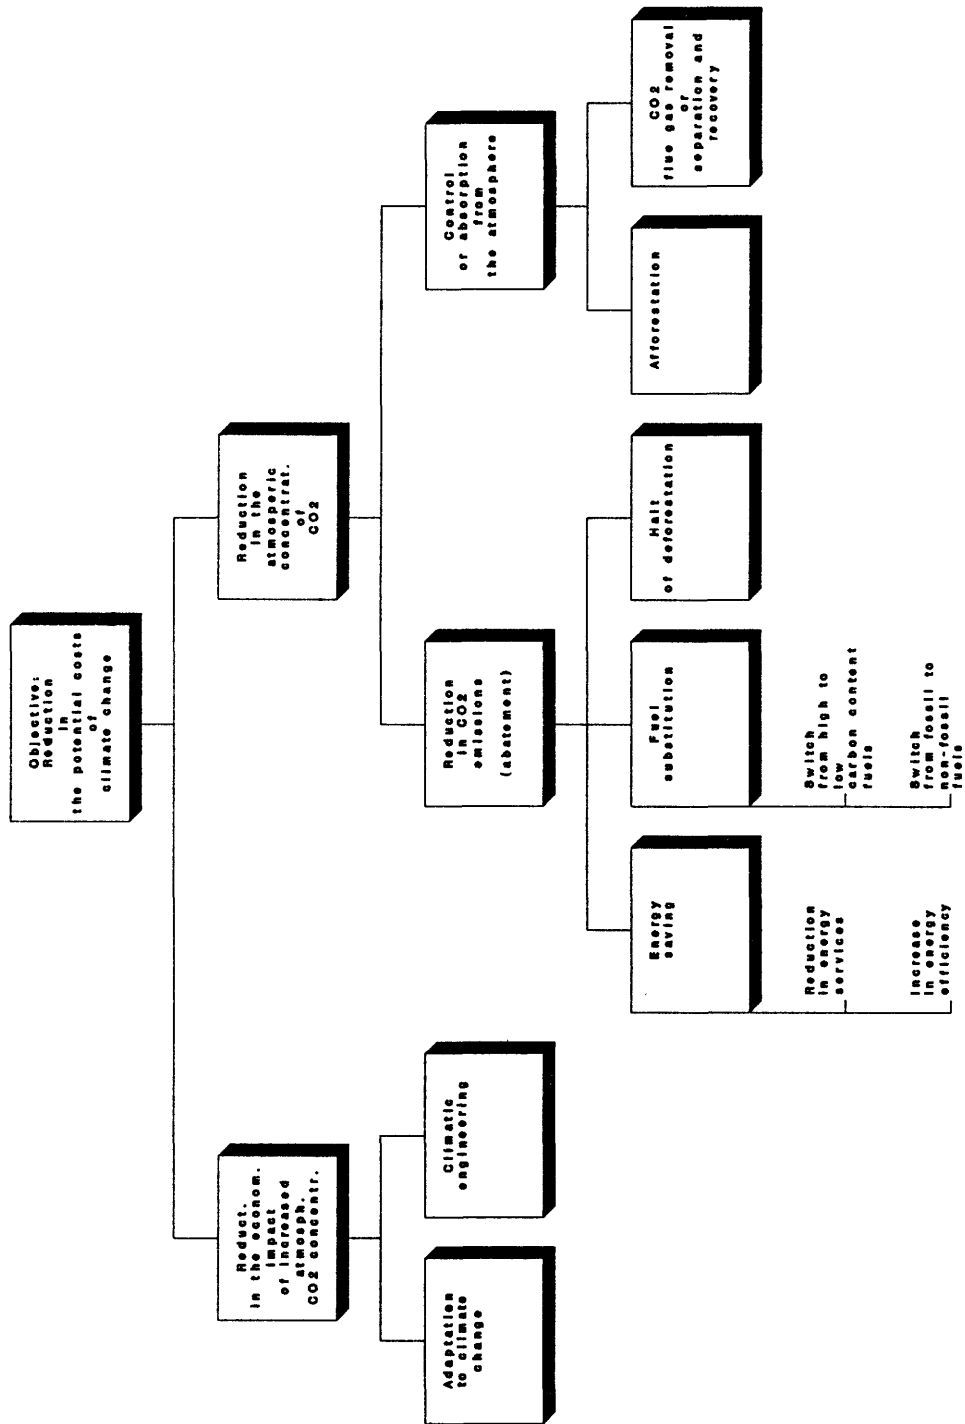 Objective:
Reduction
in
the potential costs
of
climate change
Reduct.
in the econom.
impact
of increased
atmosph.
CO2 concentr.
Reduction
in the
atmosperic
concentrat.
of
CO2
Adaptation
to climate
change
Climatic
engineering
Reduction
in CO2
emissions
(abatement)
Control
or absorption
from
the atmosphere
Energy
saving
Fuel
substitution
Halt
of deforestation
Afforestation
CO2
flue gas removal
or
separation and
recovery
Reduction
in energy
services
Increase
in energy
efficiency
Switch
from high to
low
carbon content
fuels
Switch
from fossil to
non-fossil
fuels